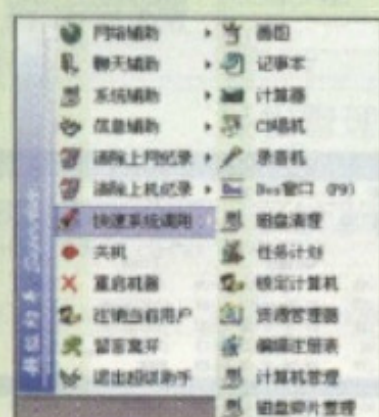 网络辅助
聊天辅助
系统辅助
信息辅助
清除上网纪录
清除上机纪录
快速系统调用
关机
重启机器
注销当前用户
留言离开
退出超级助手
画图
记事本
计算器
CD唱机
录音机
Dos窗口 (F9)
磁盘清理
任务计划
锁定计算机
资源管理器
编辑注册表
计算机管理
磁盘碎片整理